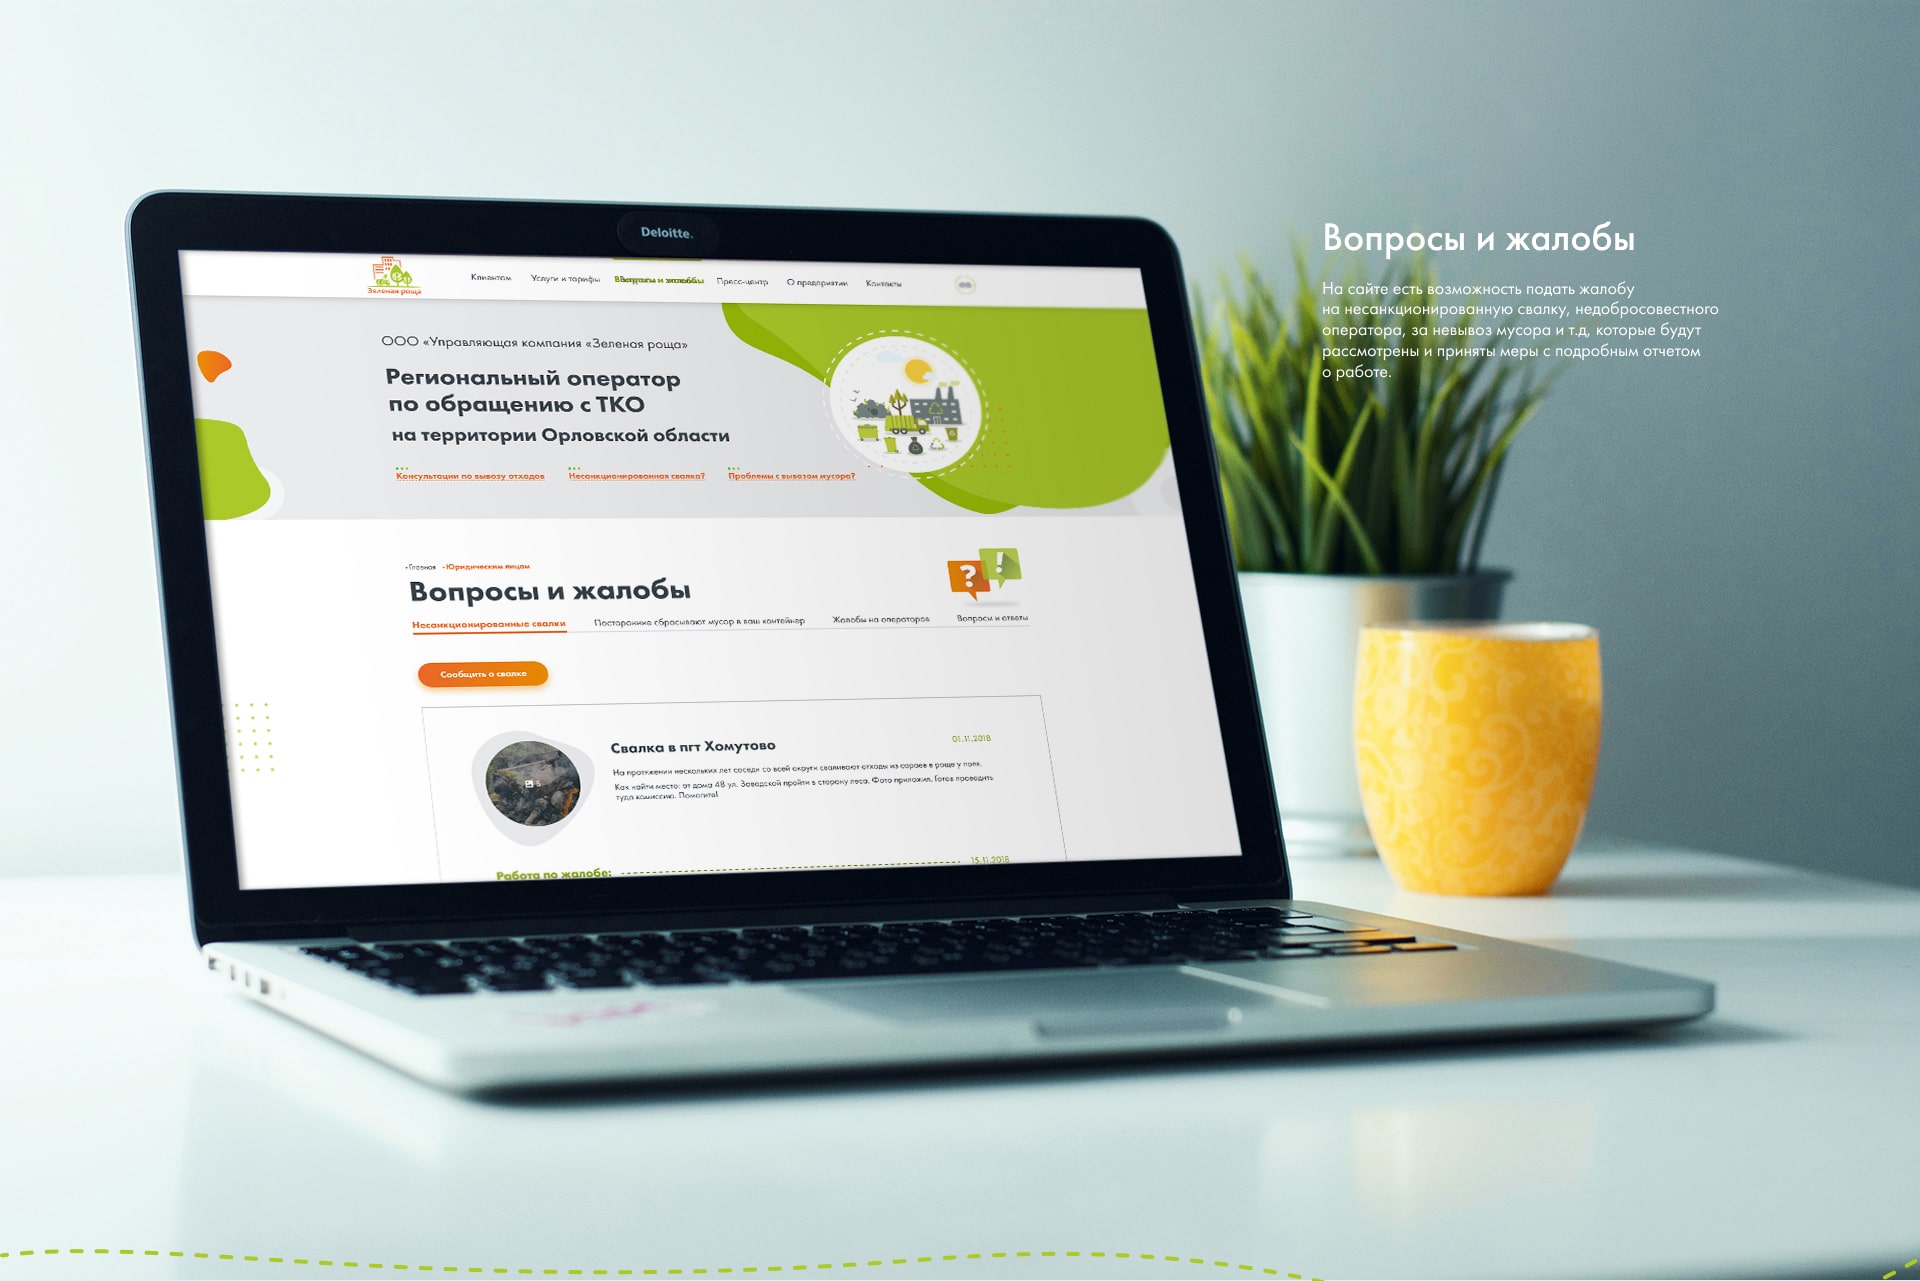 Deloitte.
Зеленая роща
Клиентам Услуги и тарифы Вопросы и жалобы Пресс-центр О предприятии Контакты
ООО «Управляющая компания «Зеленая роща»
Региональный оператор
по обращению с ТКО
на территории Орловской области
Консультации по вывозу отходов Несанкционированная свалка? Проблемы с вывозом мусора?
Главная Юридическим лицам
Вопросы и жалобы
? !
Несанкционированные свалки Посторонние сбрасывают мусор в ваш контейнер Жалобы на операторов Вопросы и ответы
Сообщить о свалке
Свалка в пгт Хомутово 01.11.2018
На протяжении нескольких лет соседи со всей округи сваливают отходы из сараев в роще у поля.
Как найти место: от дома 48 ул. Заводской пройти в сторону леса. Фото приложил. Готов проводить
туда комиссию. Помогите!
Работа по жалобе: 15.11.2018
Вопросы и жалобы
На сайте есть возможность подать жалобу
на несанкционированную свалку, недобросовестного
оператора, за невывоз мусора и т.д, которые будут
рассмотрены и приняты меры с подробным отчетом
о работе.